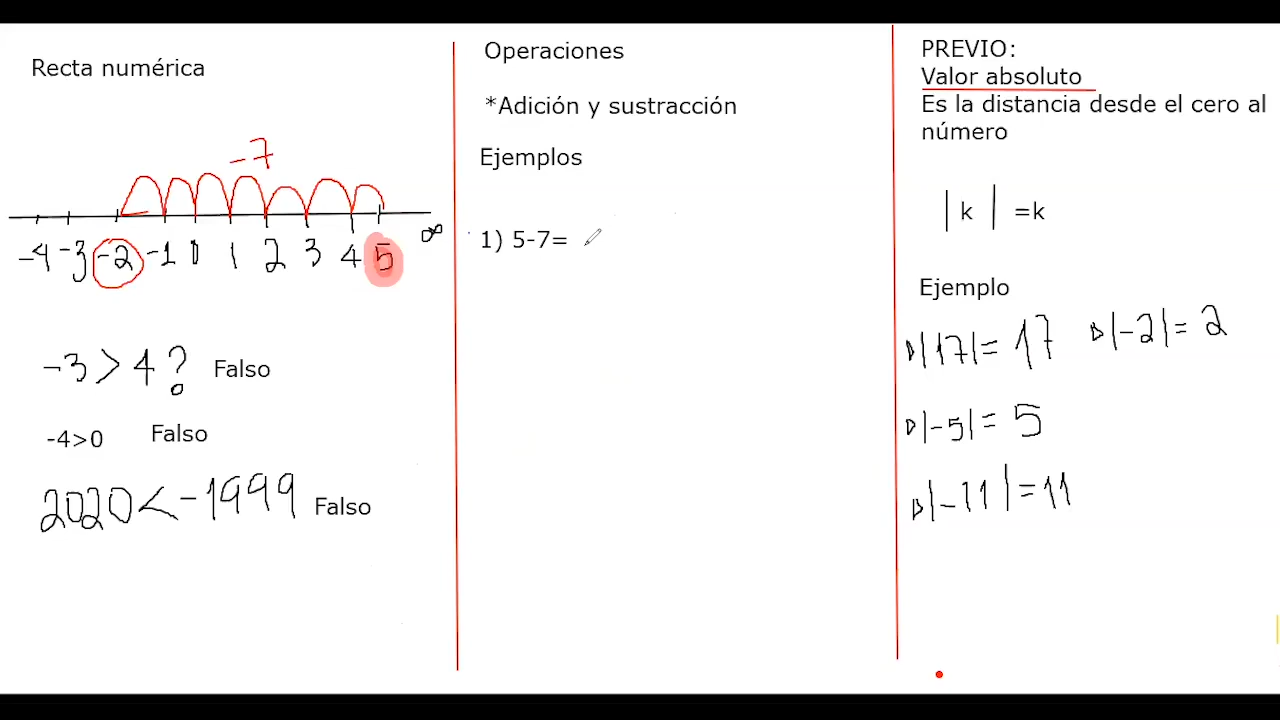 Recta numérica
-7
-4 -3 -2 -1 0 1 2 3 4 5 ∞
-3>4? Falso
-4>0 Falso
2020<-1999 Falso
Operaciones
*Adición y sustracción
Ejemplos
1) 5-7=
PREVIO:
Valor absoluto
Es la distancia desde el cero al
número
|k| =k
Ejemplo
|17|= 17 |-2|= 2
|-5|= 5
|-11|=11